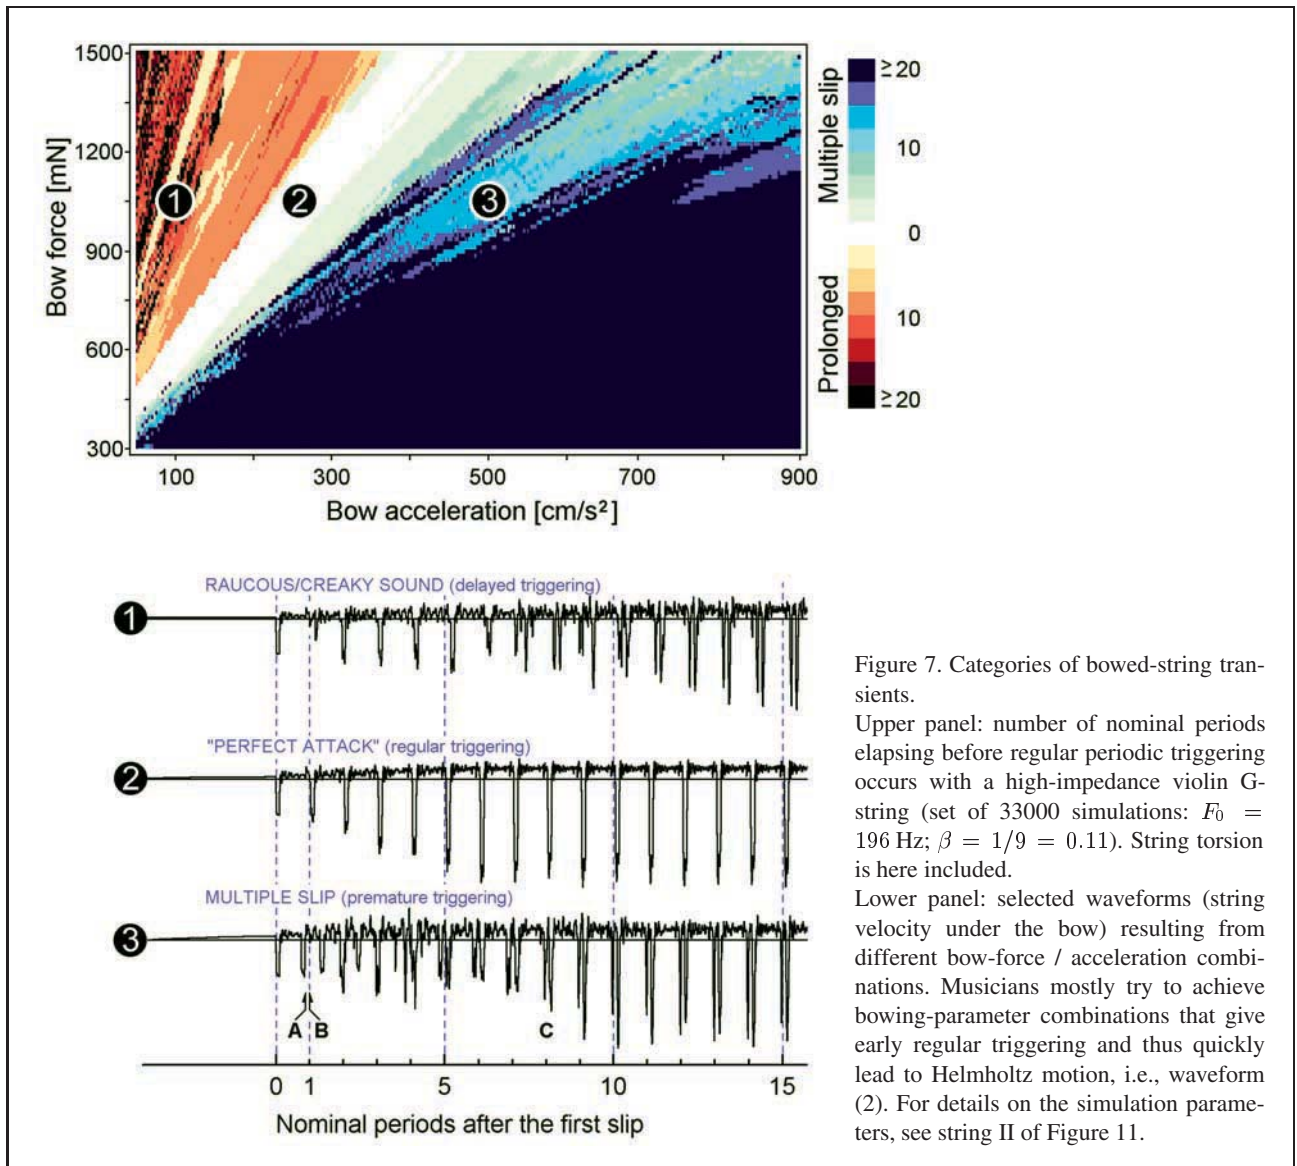 1500
1200
900
600
300
Bow force [mN]
1
2
3
100 300 500 700 900
Bow acceleration [cm/s²]
Multiple slip
≥ 20
10
0
Prolonged
10
≥ 20
RAUCOUS/CREAKY SOUND (delayed triggering)
1
"PERFECT ATTACK" (regular triggering)
2
MULTIPLE SLIP (premature triggering)
3
A B C
0 1 5 10 15
Nominal periods after the first slip
Figure 7. Categories of bowed-string tran-
sients.
Upper panel: number of nominal periods
elapsing before regular periodic triggering
occurs with a high-impedance violin G-
string (set of 33000 simulations: F₀ =
196 Hz; β = 1/9 = 0.11). String torsion
is here included.
Lower panel: selected waveforms (string
velocity under the bow) resulting from
different bow-force / acceleration combi-
nations. Musicians mostly try to achieve
bowing-parameter combinations that give
early regular triggering and thus quickly
lead to Helmholtz motion, i.e., waveform
(2). For details on the simulation parame-
ters, see string II of Figure 11.